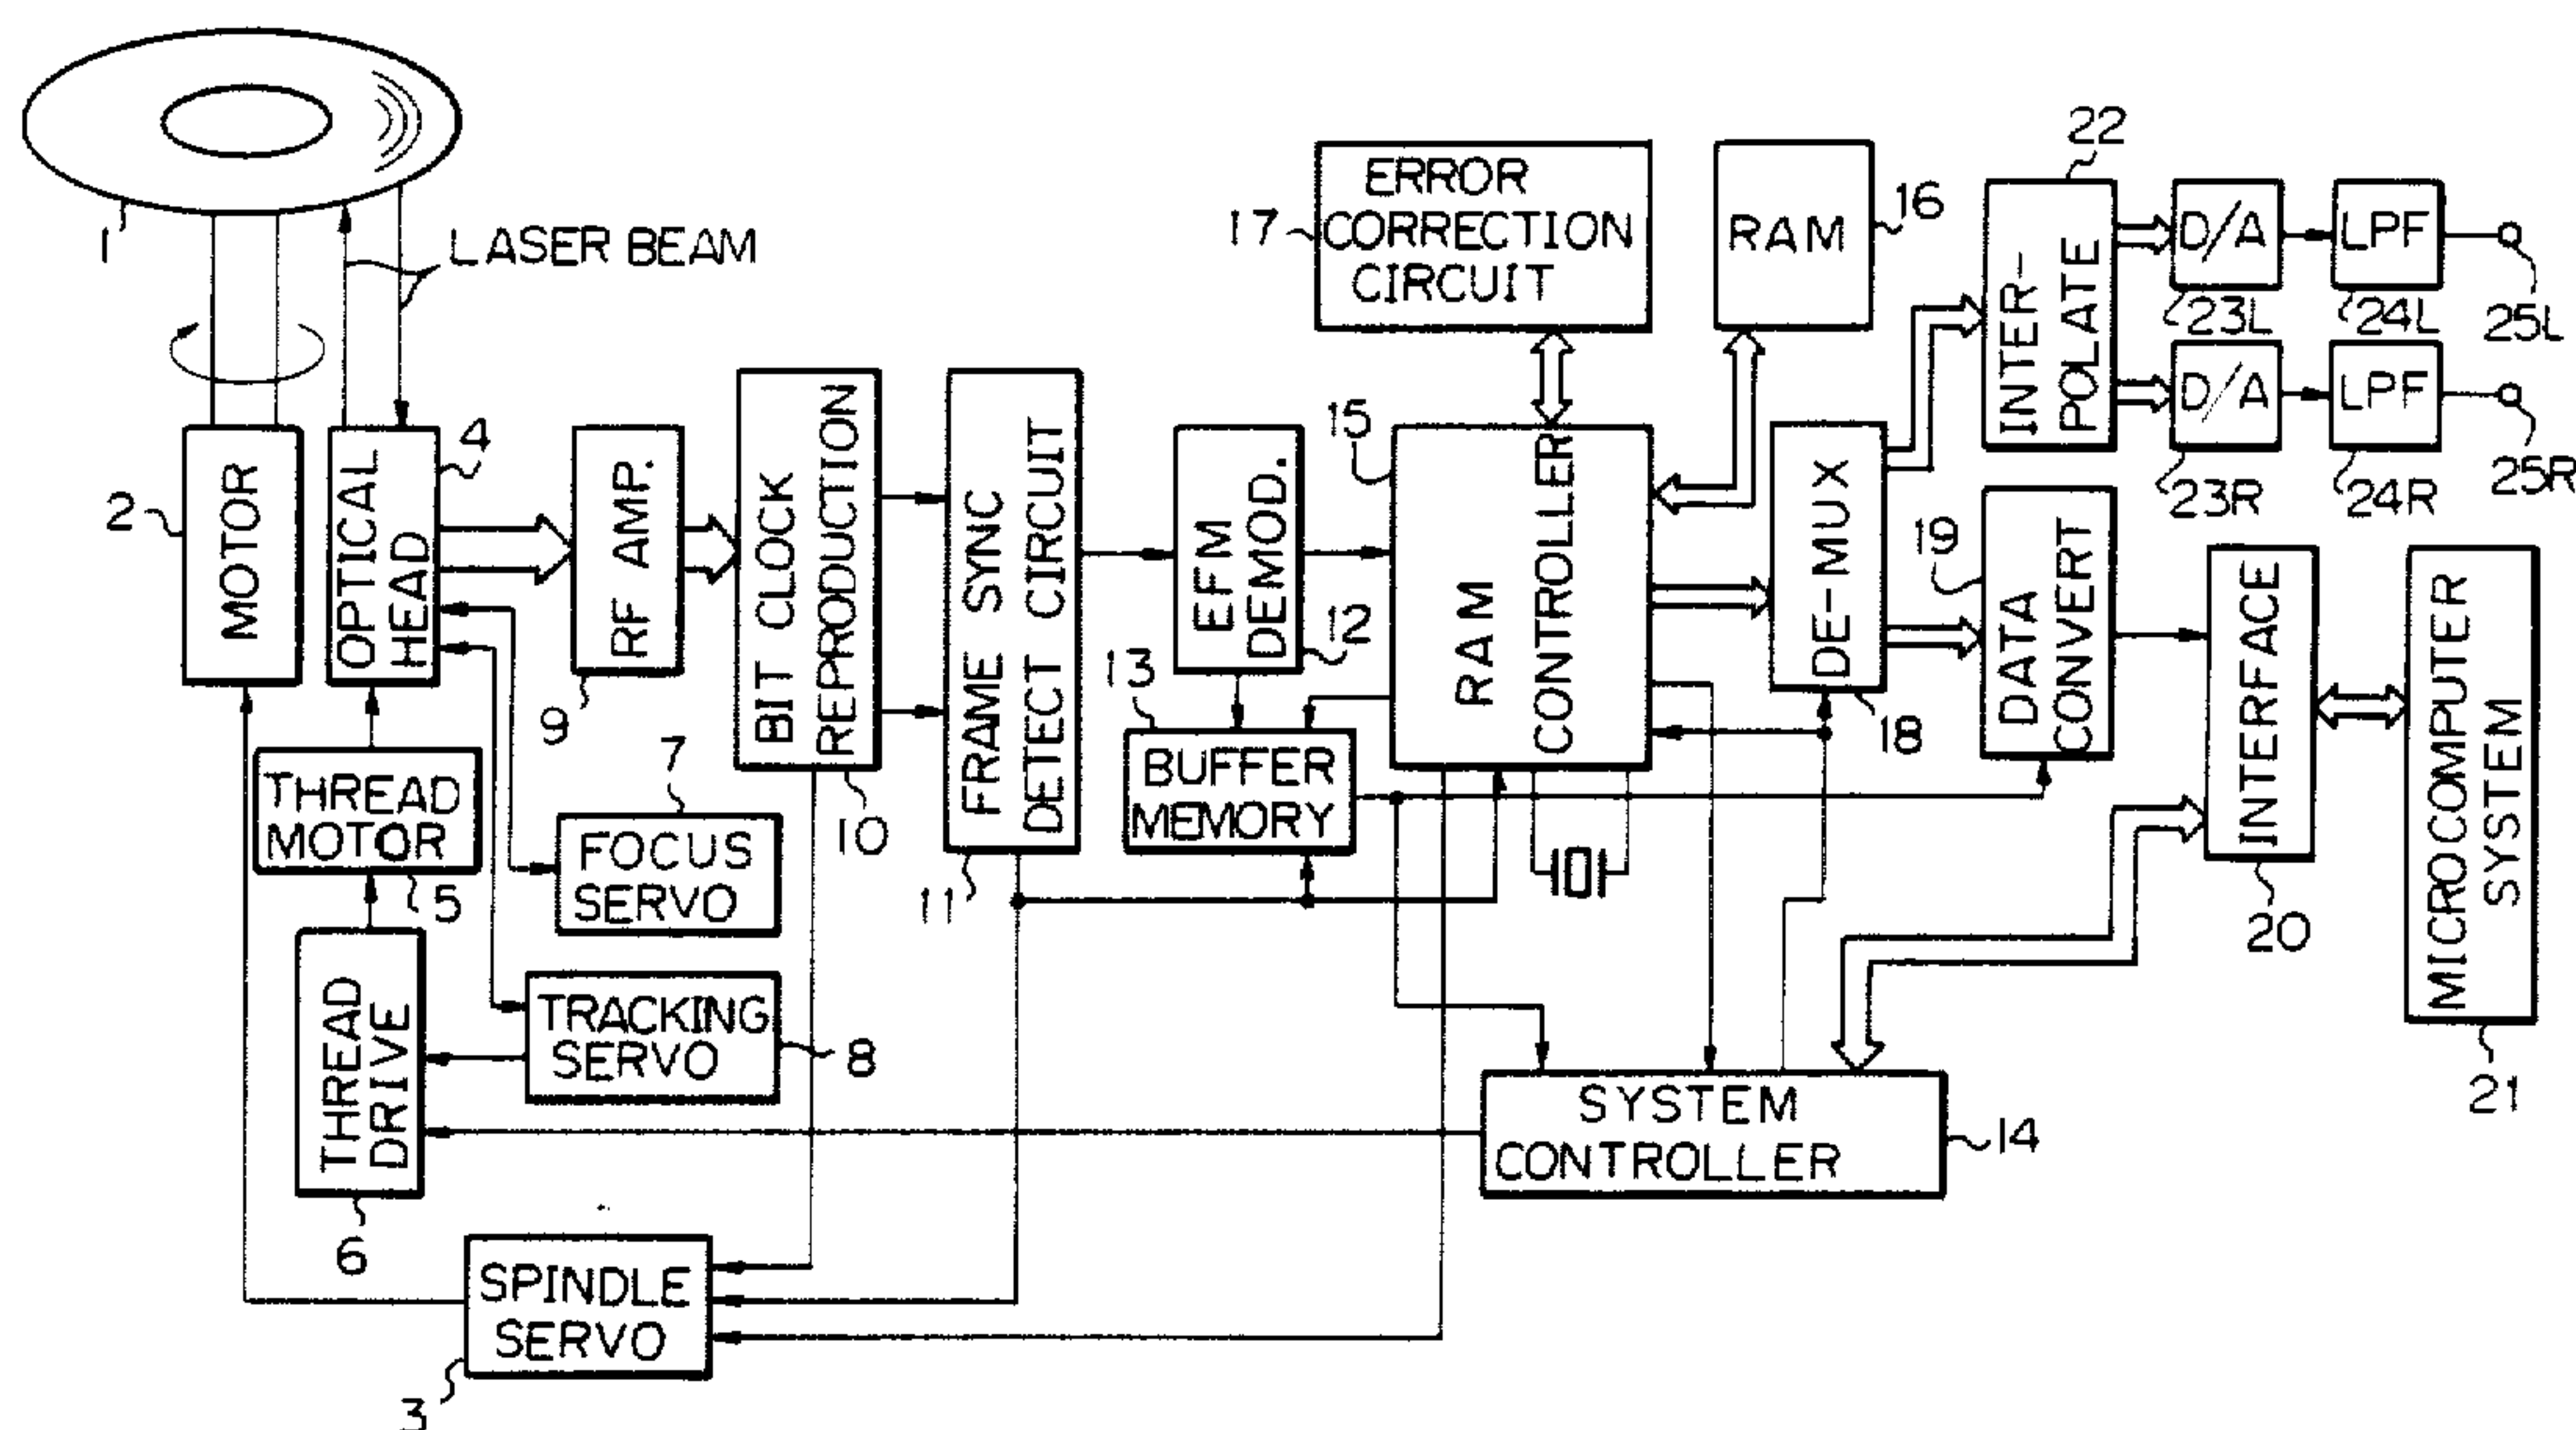 1
LASER BEAM
2
MOTOR
OPTICAL
HEAD
4
THREAD
MOTOR
5
THREAD
DRIVE
6
FOCUS
SERVO
7
TRACKING
SERVO
8
SPINDLE
SERVO
3
RF AMP.
9
BIT CLOCK
REPRODUCTION
10
FRAME SYNC
DETECT CIRCUIT
11
EFM
DEMOD.
12
13
BUFFER
MEMORY
15
RAM
CONTROLLER
17
ERROR
CORRECTION
CIRCUIT
RAM
16
DE-MUX
18
22
INTER-
POLATE
D/A
23L
LPF
24L
25L
D/A
23R
LPF
24R
25R
19
DATA
CONVERT
INTERFACE
20
MICROCOMPUTER
SYSTEM
21
SYSTEM
CONTROLLER
14